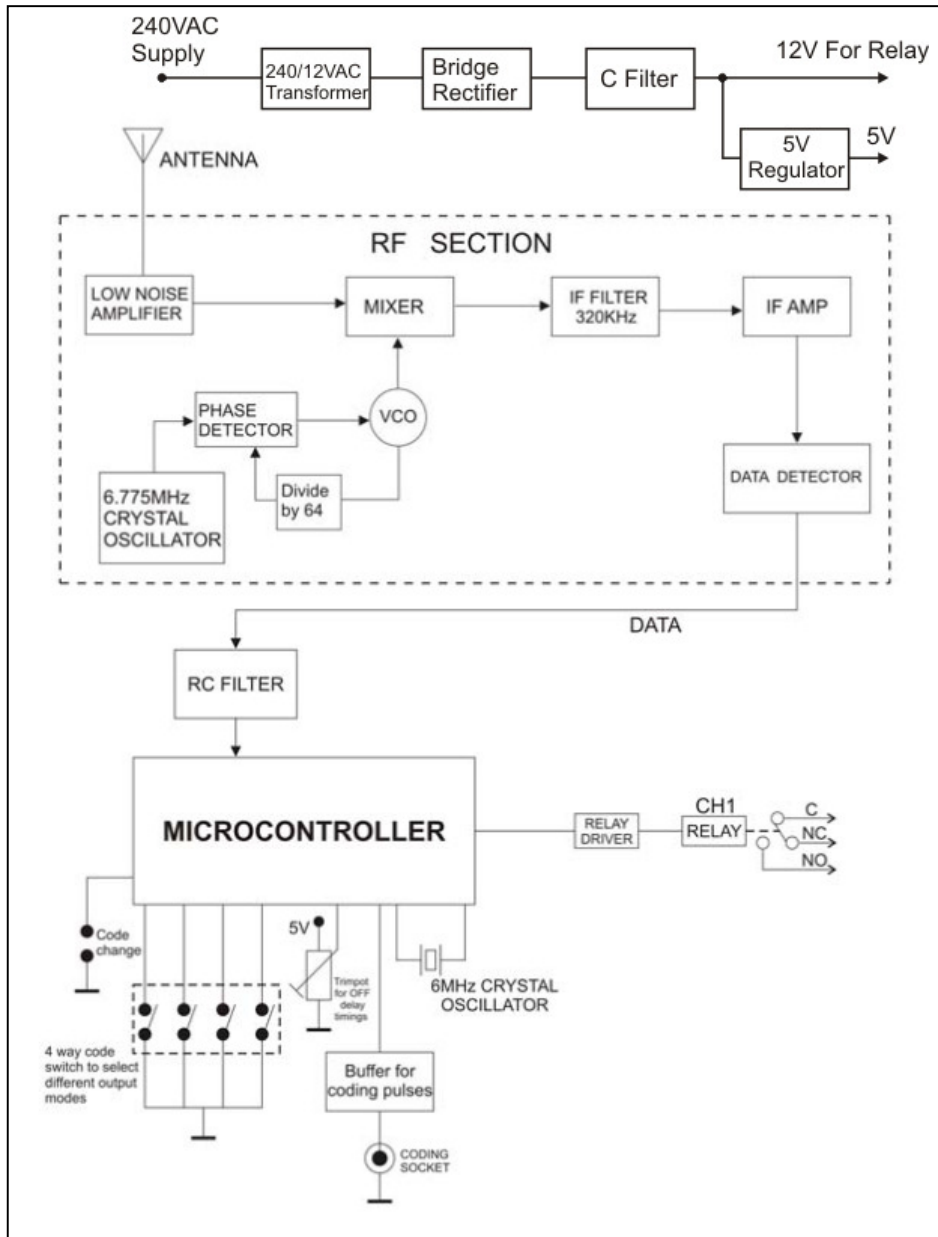 240VAC
Supply
240/12VAC
Transformer
Bridge
Rectifier
C Filter
12V For Relay
5V
Regulator
5V
ANTENNA
RF SECTION
LOW NOISE
AMPLIFIER
MIXER
IF FILTER
320KHz
IF AMP
PHASE
DETECTOR
VCO
6.775MHz
CRYSTAL
OSCILLATOR
Divide
by 64
DATA DETECTOR
DATA
RC FILTER
MICROCONTROLLER
RELAY
DRIVER
CH1
RELAY
C
NC
NO
Code
change
5V
Trimpot
for OFF
delay
timings
6MHz CRYSTAL
OSCILLATOR
4 way code
switch to select
different output
modes
Buffer for
coding pulses
CODING
SOCKET